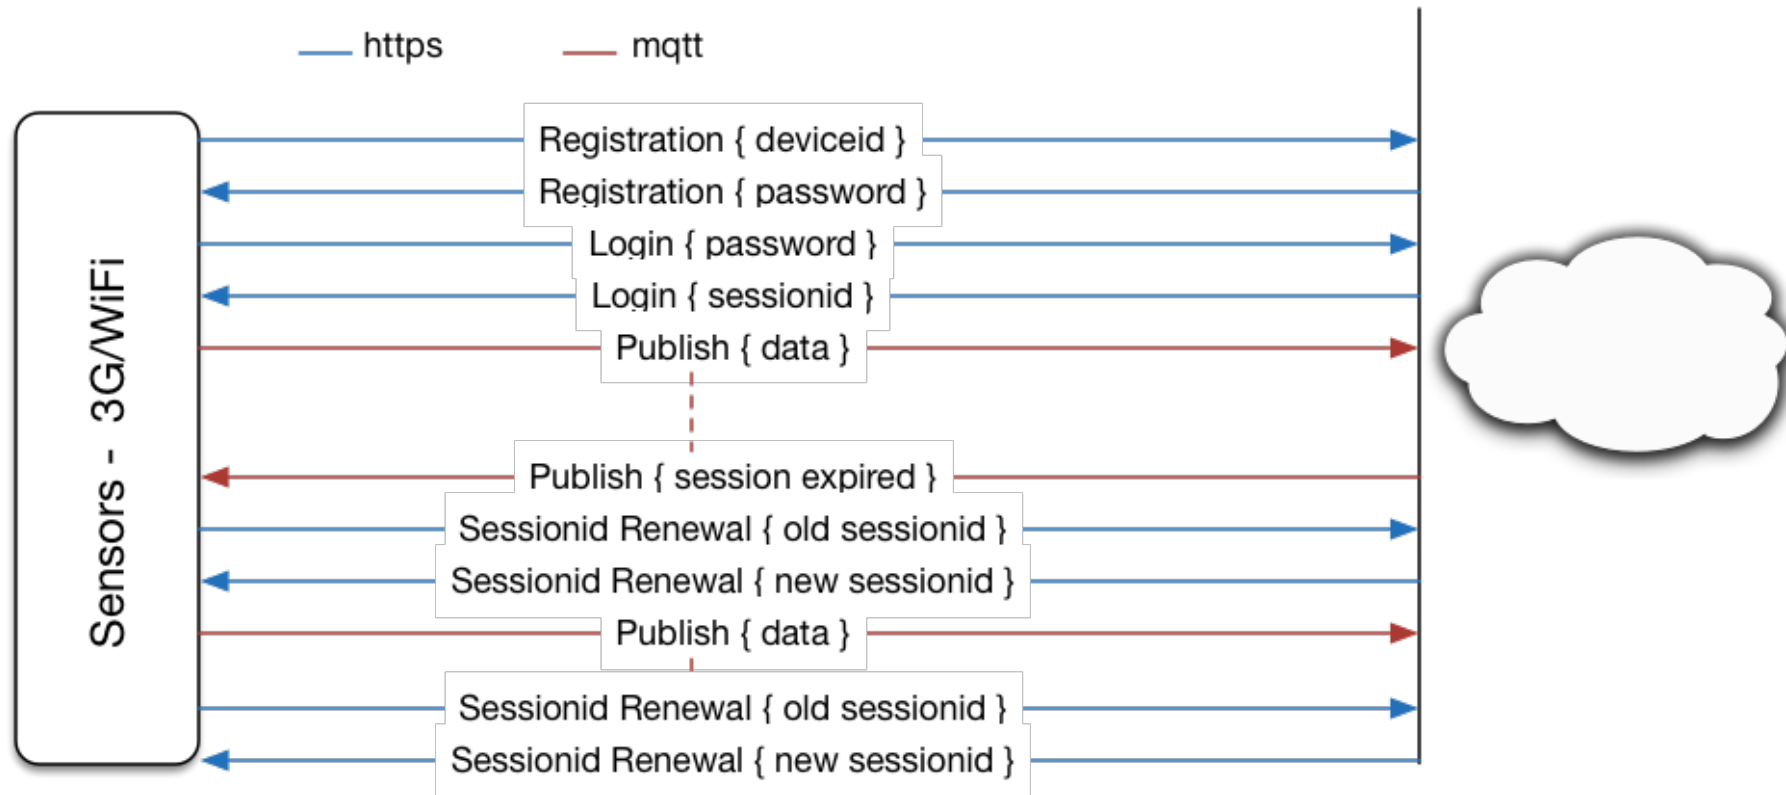 https mqtt
Registration { deviceid }
Registration { password }
Login { password }
Login { sessionid }
Publish { data }
Publish { session expired }
Sessionid Renewal { old sessionid }
Sessionid Renewal { new sessionid }
Publish { data }
Sessionid Renewal { old sessionid }
Sessionid Renewal { new sessionid }
Sensors - 3G/WiFi